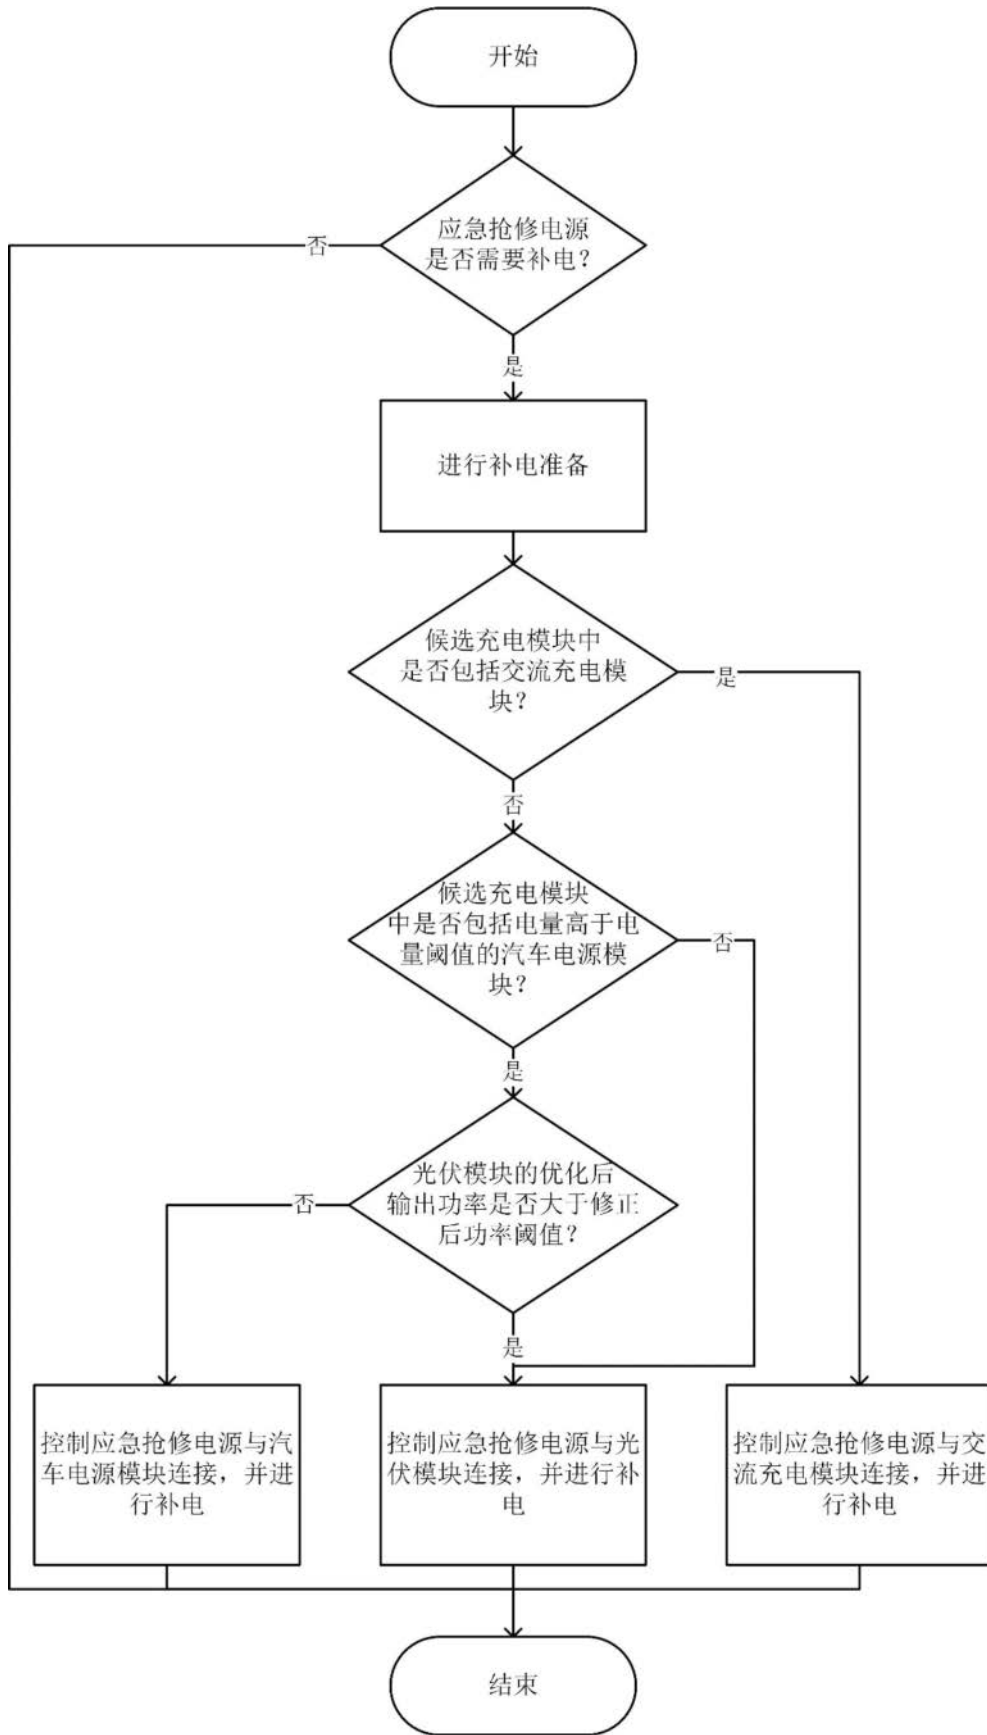 开始
应急抢修电源
是否需要补电？
否
是
进行补电准备
候选充电模块中
是否包括交流充电模
块？
是
否
候选充电模块
中是否包括电量高于电
量阈值的汽车电源模
块？
否
是
光伏模块的优化后
输出功率是否大于修正
后功率阈值？
否
是
控制应急抢修电源与汽
车电源模块连接，并进
行补电
控制应急抢修电源与光
伏模块连接，并进行补
电
控制应急抢修电源与交
流充电模块连接，并进
行补电
结束